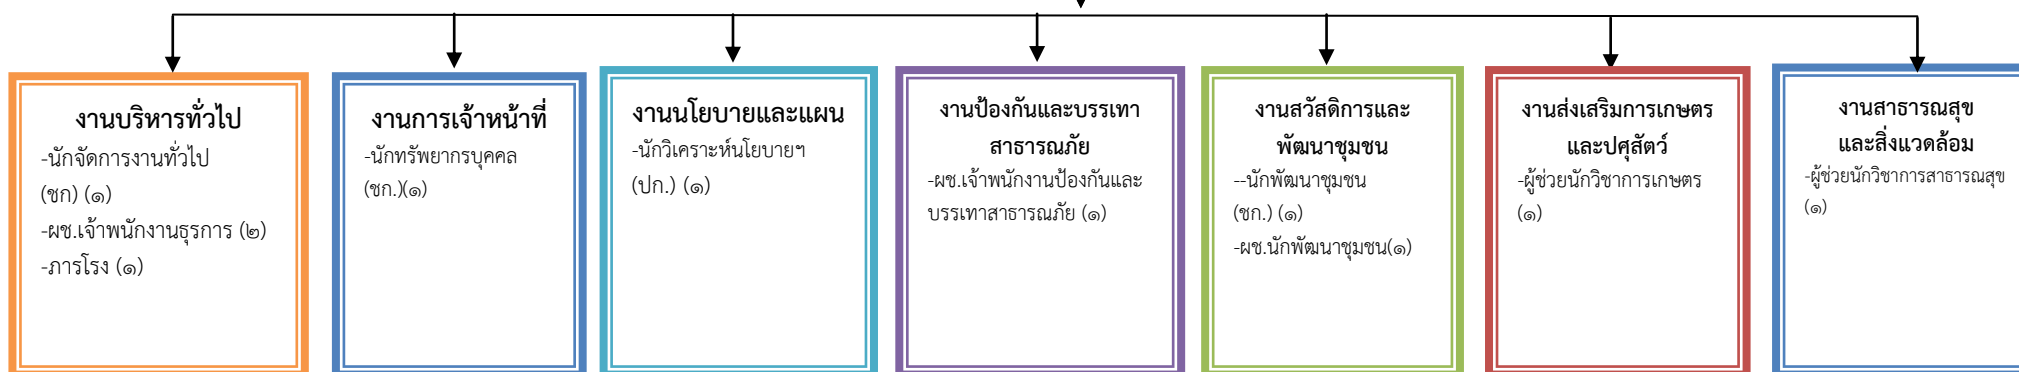 งานบริหารทั่วไป
-นักจัดการงานทั่วไป
(ชก) (๑)
-ผช.เจ้าพนักงานธุรการ (๒)
-ภารโรง (๑)
งานการเจ้าหน้าที่
-นักทรัพยากรบุคคล
(ชก.)(๑)
งานนโยบายและแผน
-นักวิเคราะห์นโยบายฯ
(ปก.) (๑)
งานป้องกันและบรรเทา
สาธารณภัย
-ผช.เจ้าพนักงานป้องกันและ
บรรเทาสาธารณภัย (๑)
งานสวัสดิการและ
พัฒนาชุมชน
--นักพัฒนาชุมชน
(ชก.) (๑)
-ผช.นักพัฒนาชุมชน(๑)
งานส่งเสริมการเกษตร
และปศุสัตว์
-ผู้ช่วยนักวิชาการเกษตร
(๑)
งานสาธารณสุข
และสิ่งแวดล้อม
-ผู้ช่วยนักวิชาการสาธารณสุข
(๑)